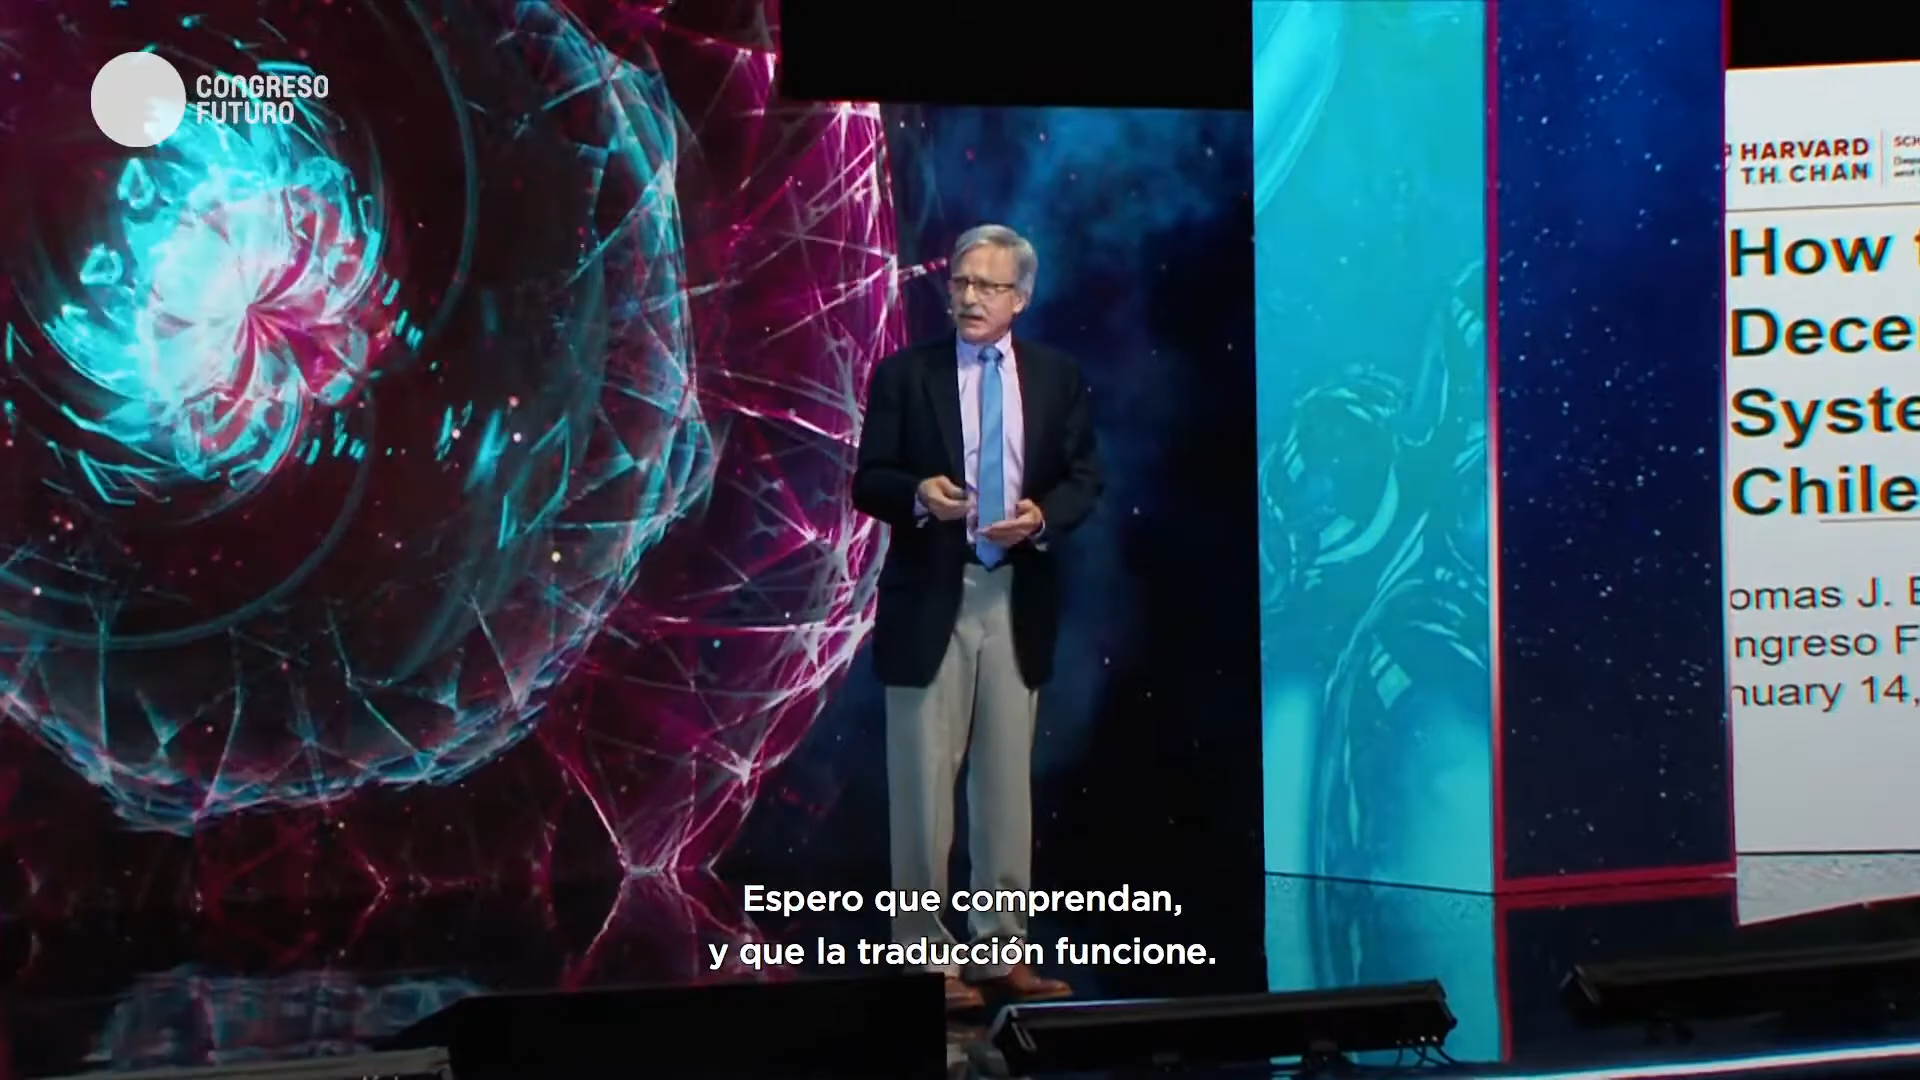 CONGRESO
FUTURO
HARVARD
T.H. CHAN
SCH
How
Dece
Syste
Chile
omas J.
ngreso F
nuary 14,
Espero que comprendan,
y que la traducción funcione.